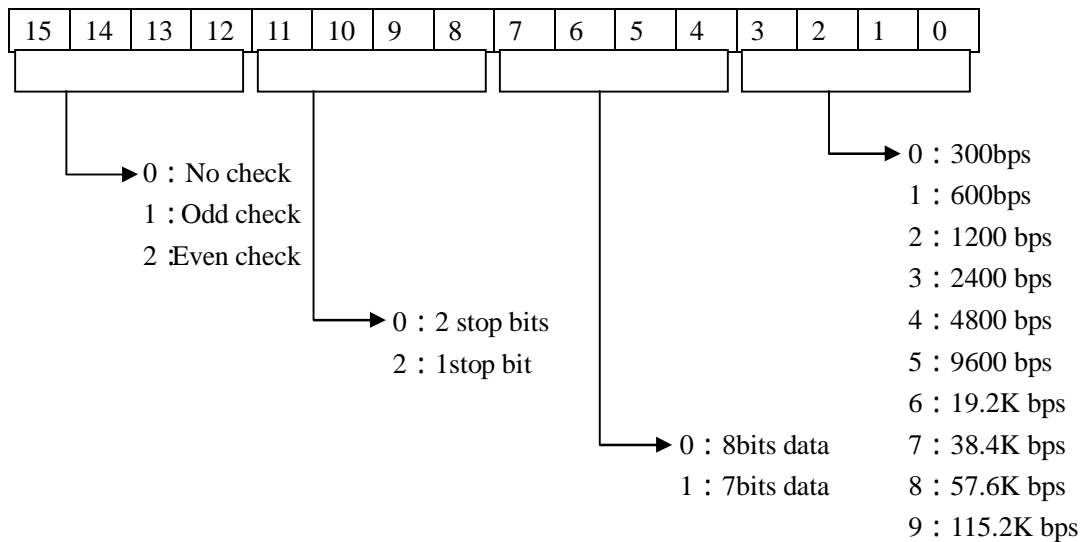 15 14 13 12 11 10 9 8 7 6 5 4 3 2 1 0
0：No check
1：Odd check
2：Even check
0：2 stop bits
2：1stop bit
0：8bits data
1：7bits data
0：300bps
1：600bps
2：1200 bps
3：2400 bps
4：4800 bps
5：9600 bps
6：19.2K bps
7：38.4K bps
8：57.6K bps
9：115.2K bps